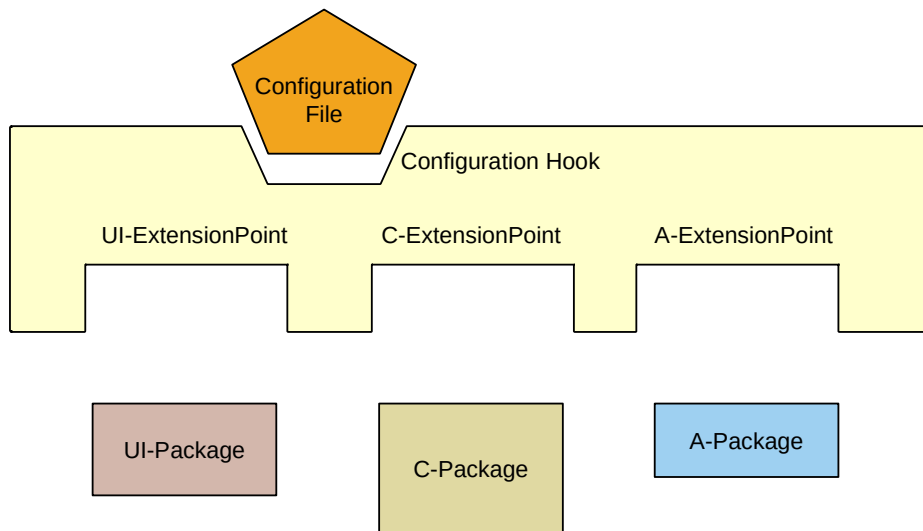 Configuration
File
Configuration Hook
UI-ExtensionPoint
C-ExtensionPoint
A-ExtensionPoint
UI-Package
C-Package
A-Package